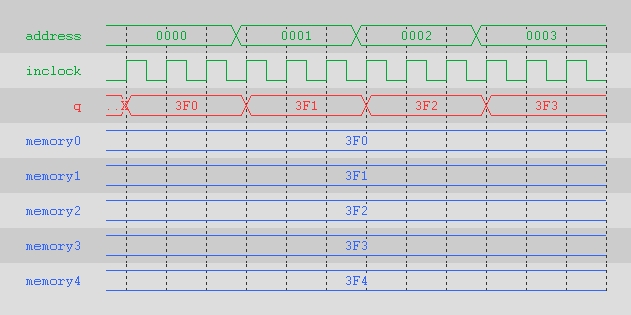 address 0000 0001 0002 0003
inclock
q ..X 3F0 3F1 3F2 3F3
memory0 3F0
memory1 3F1
memory2 3F2
memory3 3F3
memory4 3F4